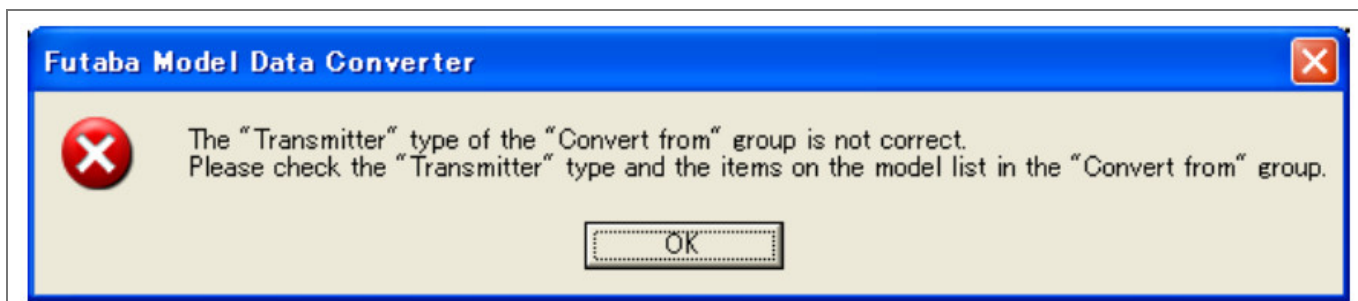 Futaba Model Data Converter
The "Transmitter" type of the "Convert from" group is not correct.
Please check the "Transmitter" type and the items on the model list in the "Convert from" group.
OK